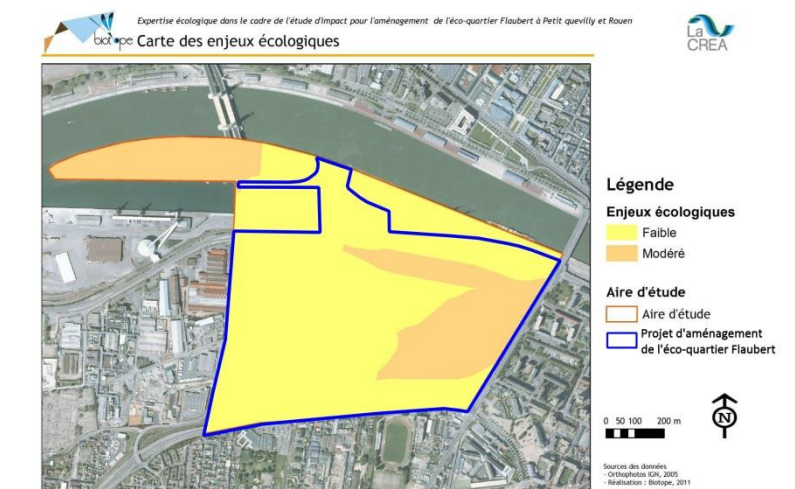 Expertise écologique dans le cadre de l'étude d'impact pour l'aménagement de l'éco-quartier Flaubert à Petit quevilly et Rouen
biotope Carte des enjeux écologiques
La
CREA
Légende
Enjeux écologiques
Faible
Modéré
Aire d'étude
Aire d'étude
Projet d'aménagement
de l'éco-quartier Flaubert
0 50 100 200 m
N
Sources des données
- Orthophotos IGN, 2005
- Réalisation : Biotope, 2011